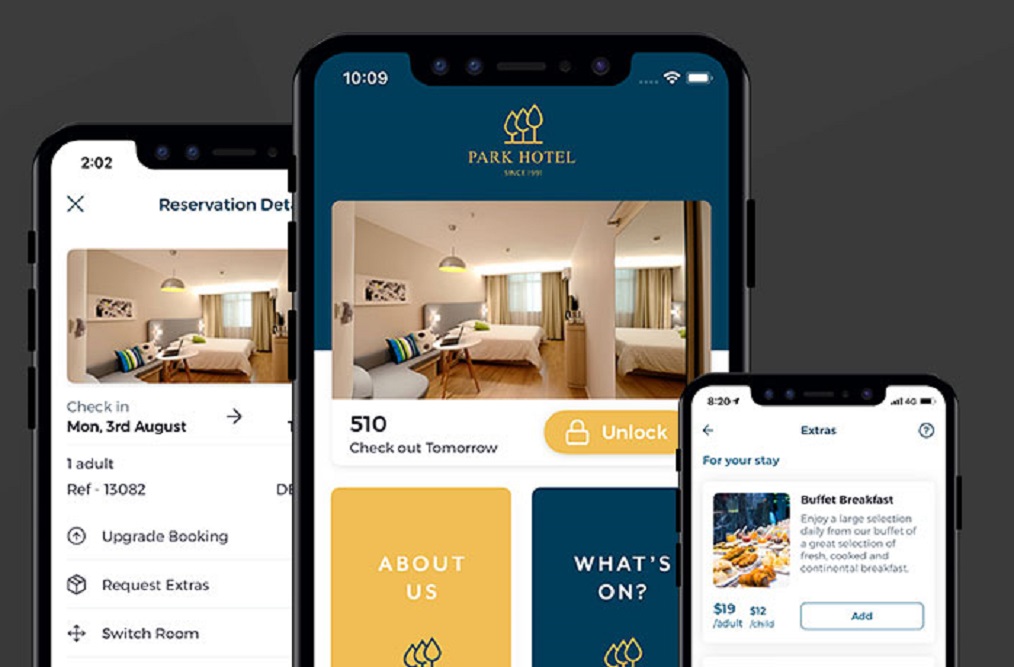 2:02
Reservation Det
Check in
Mon, 3rd August
1 adult
Ref - 13082
Upgrade Booking
Request Extras
Switch Room
10:09
PARK HOTEL
SINCE 1991
510
Check out Tomorrow
Unlock
ABOUT
US
WHAT'S
ON?
8:20
4G
Extras
?
For your stay
Buffet Breakfast
Enjoy a large selection
daily from our buffet of
a great selection of
fresh, cooked and
continental breakfast.
$19 $12
/adult /child
Add